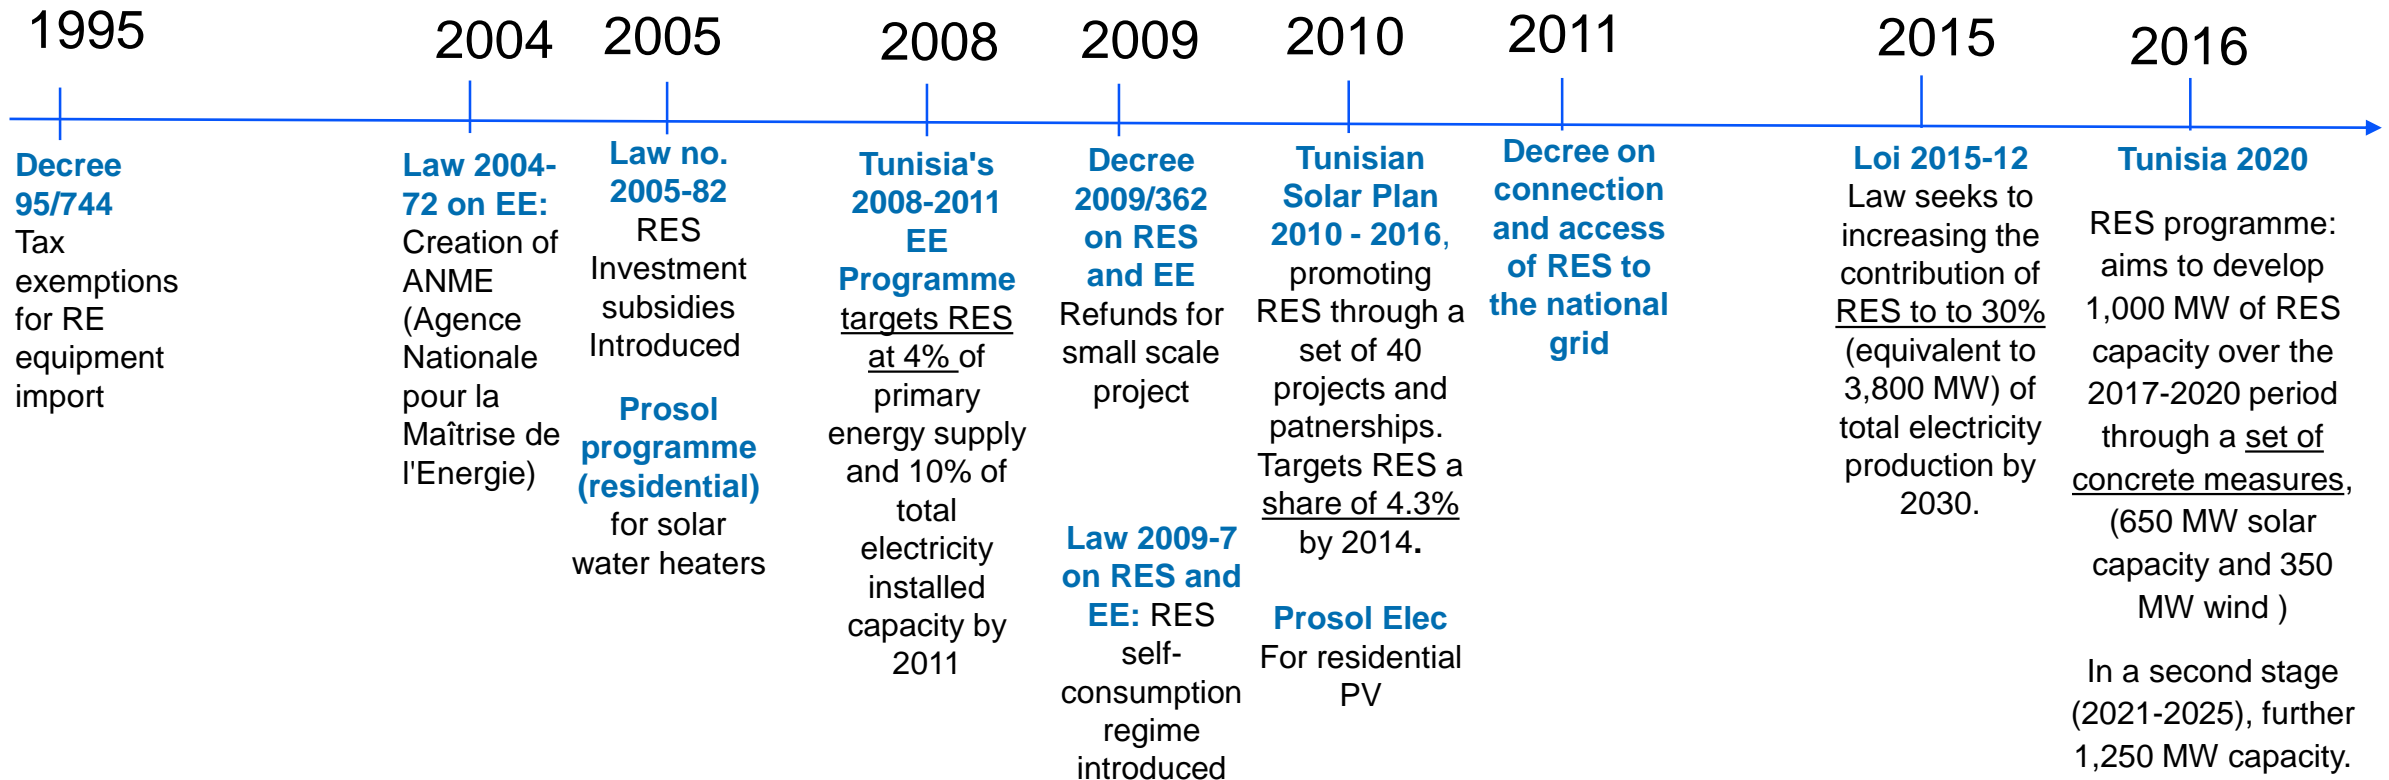 1995
Decree
95/744
Tax
exemptions
for RE
equipment
import
2004
Law 2004-
72 on EE:
Creation of
ANME
(Agence
Nationale
pour la
Maîtrise de
l'Energie)
2005
Law no.
2005-82
RES
Investment
subsidies
Introduced
Prosol
programme
(residential)
for solar
water heaters
2008
Tunisia's
2008-2011
EE
Programme
targets RES
at 4% of
primary
energy supply
and 10% of
total
electricity
installed
capacity by
2011
2009
Decree
2009/362
on RES
and EE
Refunds for
small scale
project
Law 2009-7
on RES and
EE: RES
self-
consumption
regime
introduced
2010
Tunisian
Solar Plan
2010 - 2016,
promoting
RES through a
set of 40
projects and
patnerships.
Targets RES a
share of 4.3%
by 2014.
Prosol Elec
For residential
PV
2011
Decree on
connection
and access
of RES to
the national
grid
2015
Loi 2015-12
Law seeks to
increasing the
contribution of
RES to to 30%
(equivalent to
3,800 MW) of
total electricity
production by
2030.
2016
Tunisia 2020
RES programme:
aims to develop
1,000 MW of RES
capacity over the
2017-2020 period
through a set of
concrete measures,
(650 MW solar
capacity and 350
MW wind )
In a second stage
(2021-2025), further
1,250 MW capacity.